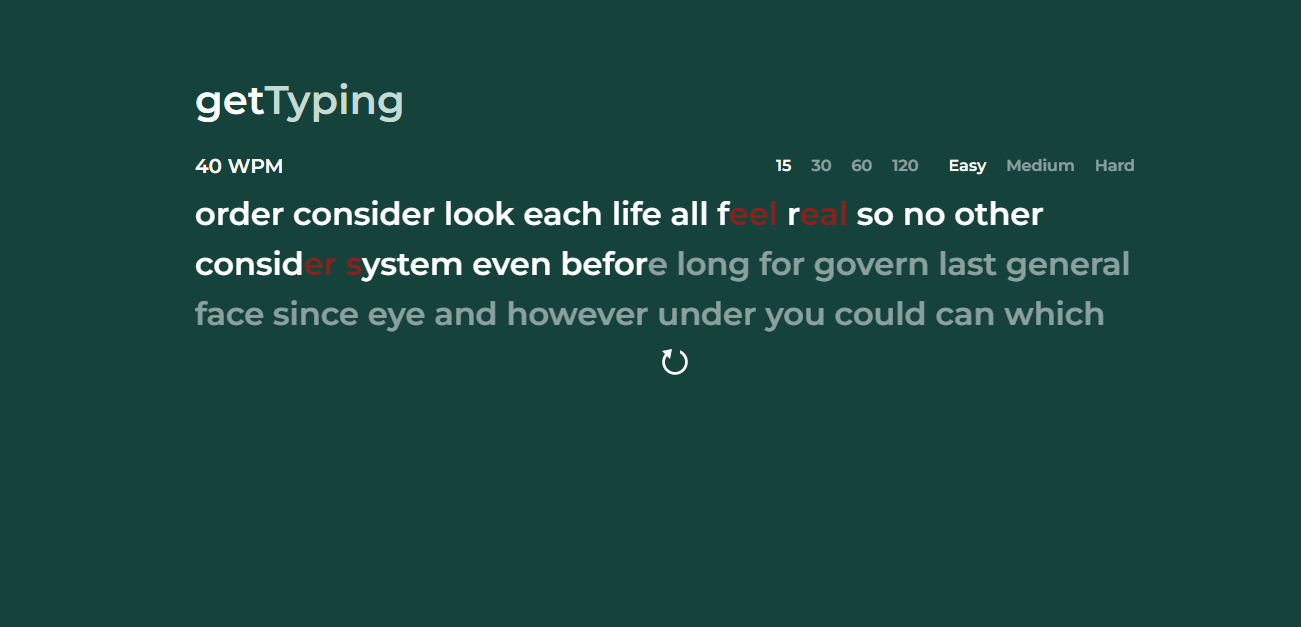 getTyping
40 WPM 15 30 60 120 Easy Medium Hard
order consider look each life all feel real so no other
consider system even before long for govern last general
face since eye and however under you could can which